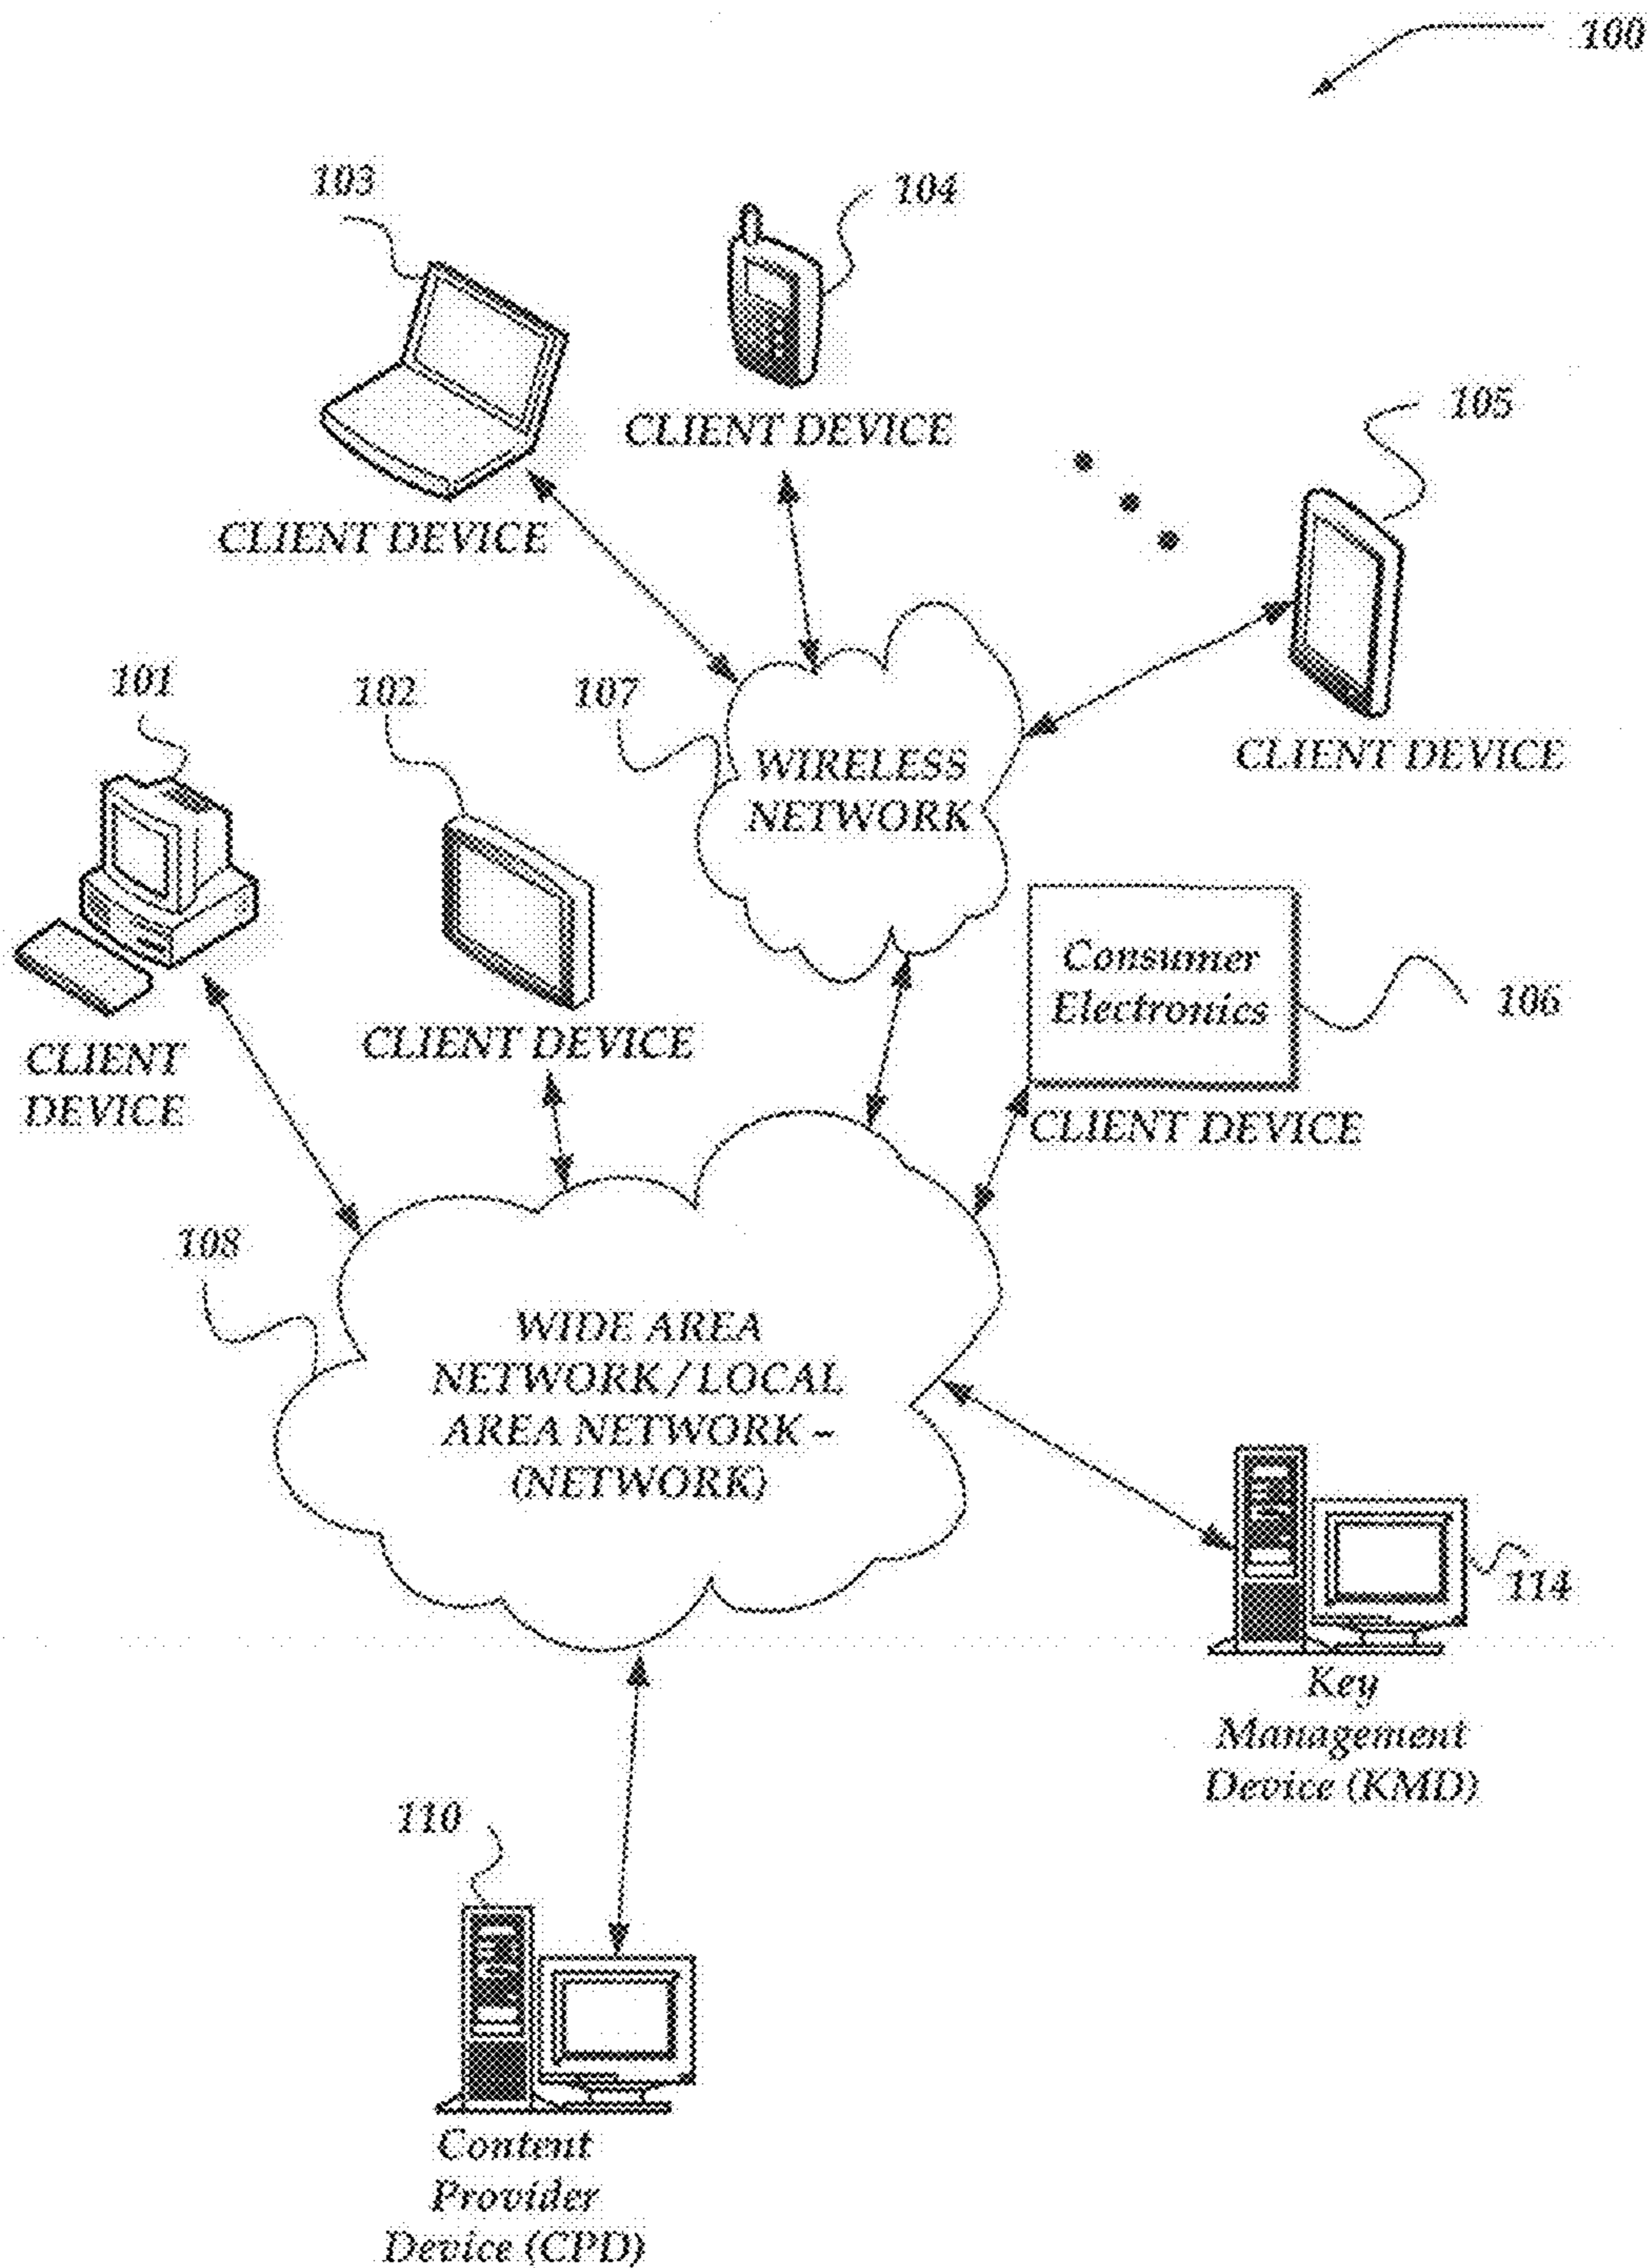 100
103
104
CLIENT DEVICE
105
CLIENT DEVICE
101
102
107
CLIENT DEVICE
WIRELESS
NETWORK
Consumer
Electronics
106
CLIENT
DEVICE
CLIENT DEVICE
CLIENT DEVICE
108
WIDE AREA
NETWORK/LOCAL
AREA NETWORK –
(NETWORK)
114
Key
Management
Device (KMD)
110
Content
Provider
Device (CPD)